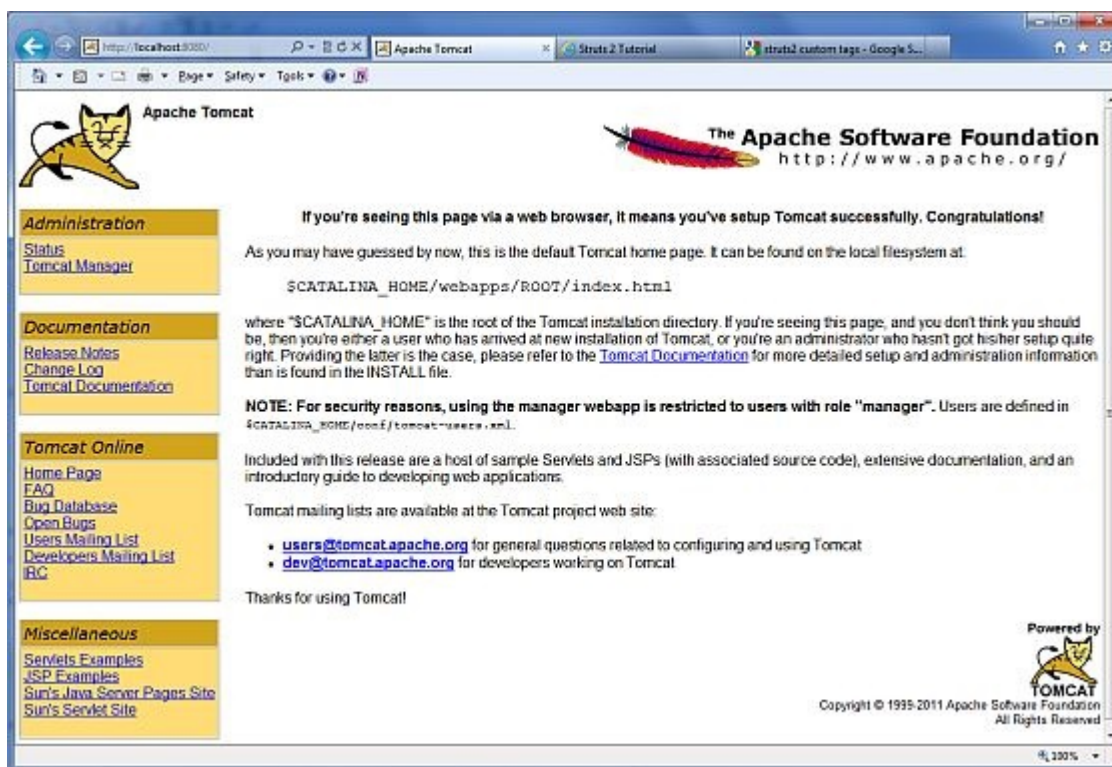 http://localhost:8080/
Apache Tomcat
Struts 2 Tutorial
struts2 custom tags - Google S...
Page
Safety
Tools
Apache Tomcat
The Apache Software Foundation
http://www.apache.org/
Administration
Status
Tomcat Manager
Documentation
Release Notes
Change Log
Tomcat Documentation
Tomcat Online
Home Page
FAQ
Bug Database
Open Bugs
Users Mailing List
Developers Mailing List
IRC
Miscellaneous
Servlets Examples
JSP Examples
Sun's Java Server Pages Site
Sun's Servlet Site
If you're seeing this page via a web browser, it means you've setup Tomcat successfully. Congratulations!
As you may have guessed by now, this is the default Tomcat home page. It can be found on the local filesystem at:
$CATALINA_HOME/webapps/ROOT/index.html
where "$CATALINA_HOME" is the root of the Tomcat installation directory. If you're seeing this page, and you don't think you should
be, then you're either a user who has arrived at new installation of Tomcat, or you're an administrator who hasn't got his/her setup quite
right. Providing the latter is the case, please refer to the Tomcat Documentation for more detailed setup and administration information
than is found in the INSTALL file.
NOTE: For security reasons, using the manager webapp is restricted to users with role "manager". Users are defined in
$CATALINA_HOME/conf/tomcat-users.xml.
Included with this release are a host of sample Servlets and JSPs (with associated source code), extensive documentation, and an
introductory guide to developing web applications.
Tomcat mailing lists are available at the Tomcat project web site:
• users@tomcat.apache.org for general questions related to configuring and using Tomcat
• dev@tomcat.apache.org for developers working on Tomcat
Thanks for using Tomcat!
Powered by
TOMCAT
Copyright © 1999-2011 Apache Software Foundation
All Rights Reserved
100%